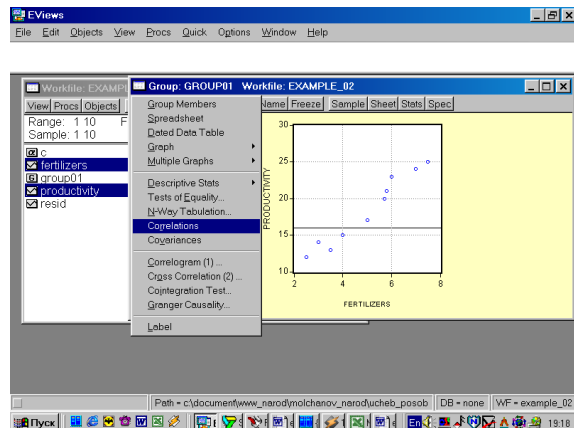 EViews
File Edit Objects View Procs Quick Options Window Help
Workfile: EXAMPL
Group: GROUP01 Workfile: EXAMPLE_02
View Procs Objects
Name Freeze Sample Sheet Stats Spec
Range: 1 10 F
Sample: 1 10
c
fertilizers
group01
productivity
resid
Group Members
Spreadsheet
Dated Data Table
Graph
Multiple Graphs
Descriptive Stats
Tests of Equality...
N-Way Tabulation...
Correlations
Covariances
Correlogram (1) ...
Cross Correlation (2) ...
Cointegration Test...
Granger Causality...
Label
30
25
20
15
10
PRODUCTIVITY
2 4 6 8
FERTILIZERS
Path = c:\document\www_narod\molchanov_narod\ucheb_posob DB = none WF = example_02
Пуск
En
19:18